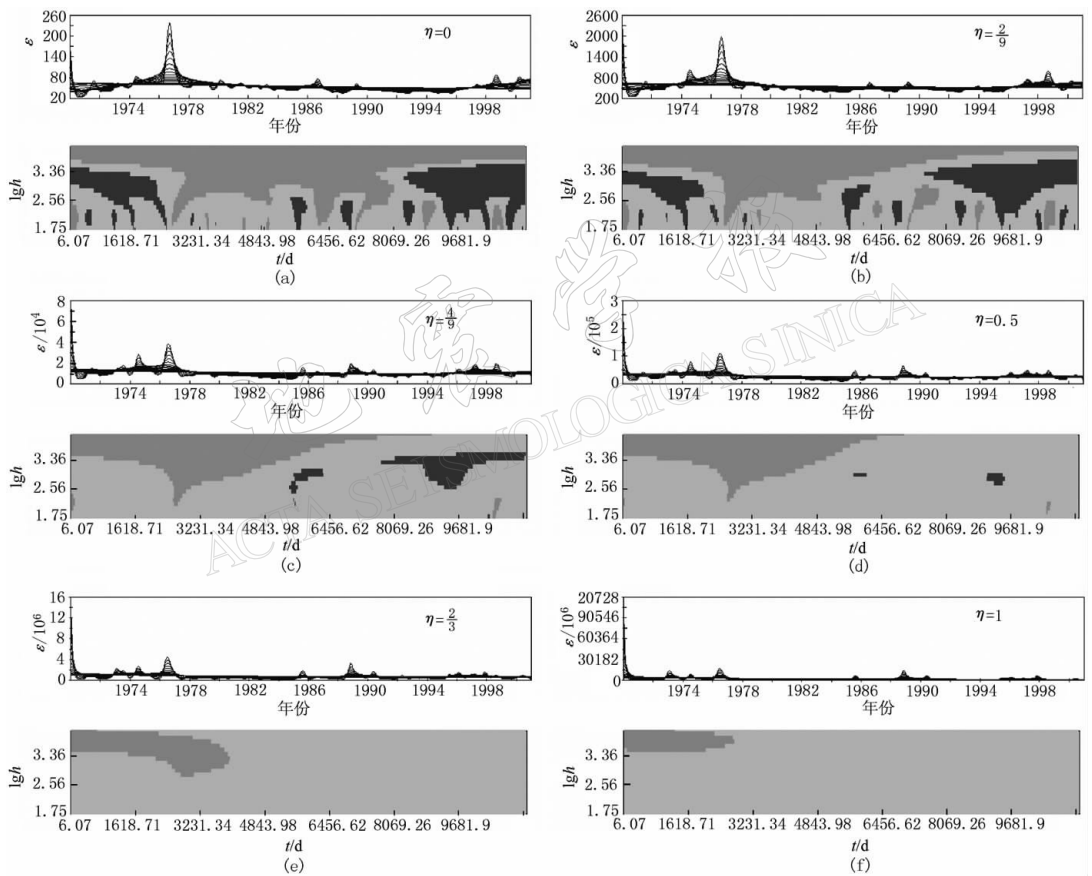 260
200
140
80
20
ε
η=0
1974 1978 1982 1986 1990 1994 1998
年份
3.36
2.56
1.75
lgh
6.07 1618.71 3231.34 4843.98 6456.62 8069.26 9681.9
t/d
(a)
2600
2000
1400
800
200
ε
η=2/9
1974 1978 1982 1986 1990 1994 1998
年份
3.36
2.56
1.75
lgh
6.07 1618.71 3231.34 4843.98 6456.62 8069.26 9681.9
t/d
(b)
8
6
4
2
0
ε/10⁴
η=4/9
1974 1978 1982 1986 1990 1994 1998
年份
3.36
2.56
1.75
lgh
6.07 1618.71 3231.34 4843.98 6456.62 8069.26 9681.9
t/d
(c)
3
2
1
0
ε/10⁵
η=0.5
1974 1978 1982 1986 1990 1994 1998
年份
3.36
2.56
1.75
lgh
6.07 1618.71 3231.34 4843.98 6456.62 8069.26 9681.9
t/d
(d)
16
12
8
4
0
ε/10⁶
η=2/3
1974 1978 1982 1986 1990 1994 1998
年份
3.36
2.56
1.75
lgh
6.07 1618.71 3231.34 4843.98 6456.62 8069.26 9681.9
t/d
(e)
20728
90546
60364
30182
0
ε/10⁶
η=1
1974 1978 1982 1986 1990 1994 1998
年份
3.36
2.56
1.75
lgh
6.07 1618.71 3231.34 4843.98 6456.62 8069.26 9681.9
t/d
(f)
地震学报
ACTA SEISMOLOGICA SINICA